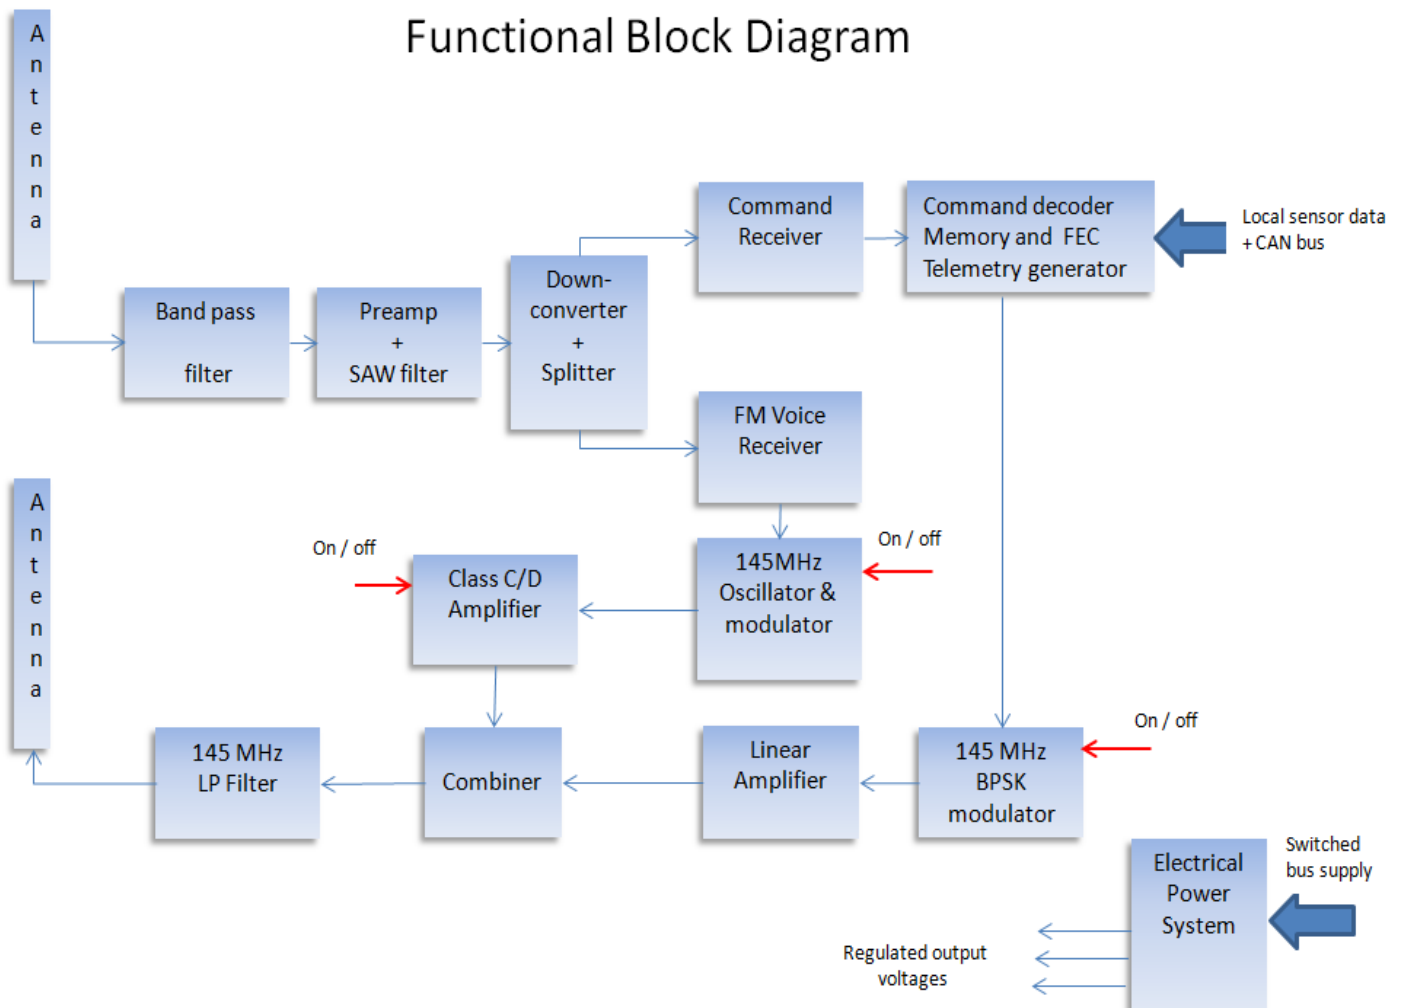 Functional Block Diagram
A
n
t
e
n
n
a
Command
Receiver
Command decoder
Memory and FEC
Telemetry generator
Local sensor data
+ CAN bus
Band pass
filter
Preamp
+
SAW filter
Down-
converter
+
Splitter
FM Voice
Receiver
A
n
t
e
n
n
a
On / off
Class C/D
Amplifier
145MHz
Oscillator &
modulator
On / off
145 MHz
LP Filter
Combiner
Linear
Amplifier
145 MHz
BPSK
modulator
On / off
Electrical
Power
System
Switched
bus supply
Regulated output
voltages